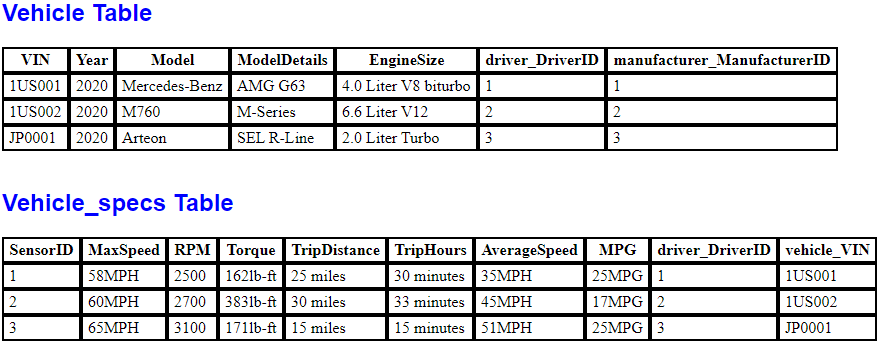 Vehicle Table
VIN Year Model ModelDetails EngineSize driver_DriverID manufacturer_ManufacturerID
1US001 2020 Mercedes-Benz AMG G63 4.0 Liter V8 biturbo 1 1
1US002 2020 M760 M-Series 6.6 Liter V12 2 2
JP0001 2020 Arteon SEL R-Line 2.0 Liter Turbo 3 3
Vehicle_specs Table
SensorID MaxSpeed RPM Torque TripDistance TripHours AverageSpeed MPG driver_DriverID vehicle_VIN
1 58MPH 2500 162lb-ft 25 miles 30 minutes 35MPH 25MPG 1 1US001
2 60MPH 2700 383lb-ft 30 miles 33 minutes 45MPH 17MPG 2 1US002
3 65MPH 3100 171lb-ft 15 miles 15 minutes 51MPH 25MPG 3 JP0001